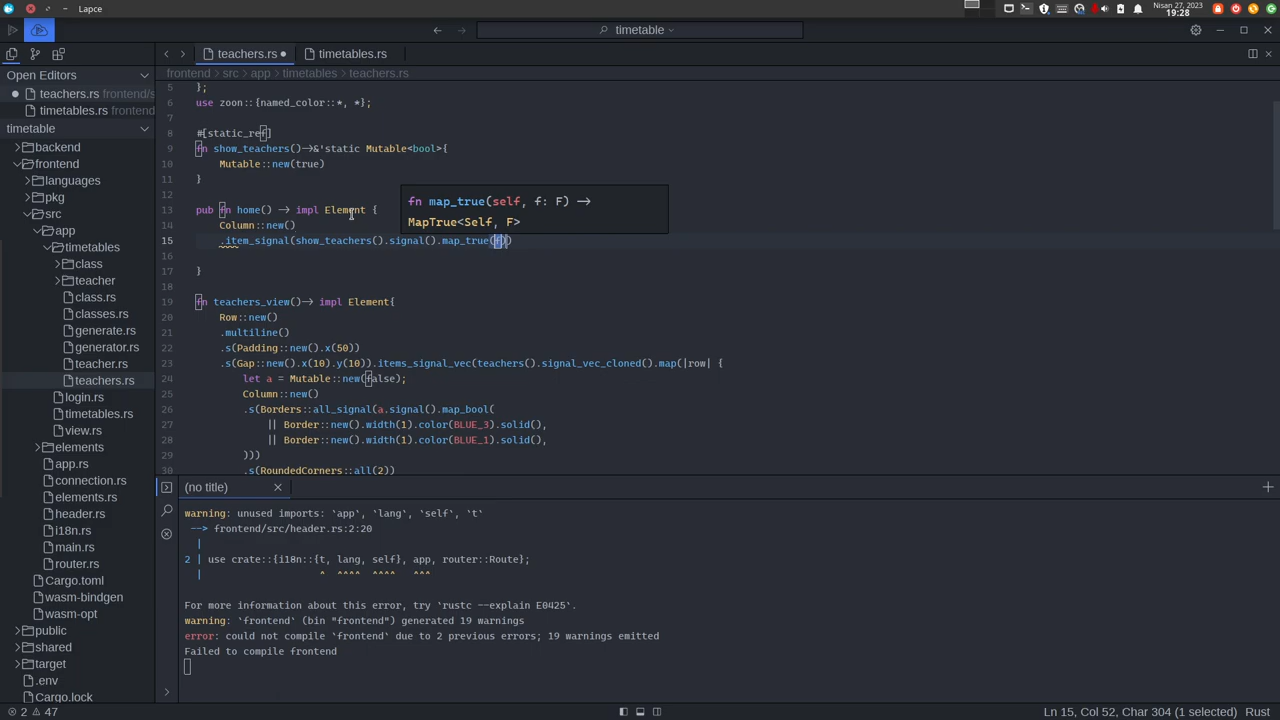 Lapce
Nisan 27, 2023
19:28
timetable
Open Editors
teachers.rs frontend/s
timetables.rs frontend
timetable
backend
frontend
languages
pkg
src
app
timetables
class
teacher
class.rs
classes.rs
generate.rs
generator.rs
teacher.rs
teachers.rs
login.rs
timetables.rs
view.rs
elements
app.rs
connection.rs
elements.rs
header.rs
i18n.rs
main.rs
router.rs
Cargo.toml
wasm-bindgen
wasm-opt
public
shared
target
.env
Cargo.lock
teachers.rs
timetables.rs
frontend › src › app › timetables › teachers.rs
5 };
6 use zoon::{named_color::*, *};
7
8 #[static_ref]
9 fn show_teachers()->&'static Mutable<bool>{
10 Mutable::new(true)
11 }
12
13 pub fn home() -> impl Element {
14 Column::new()
15 .item_signal(show_teachers().signal().map_true(f))
16
17 }
18
19 fn teachers_view()-> impl Element{
20 Row::new()
21 .multiline()
22 .s(Padding::new().x(50))
23 .s(Gap::new().x(10).y(10)).items_signal_vec(teachers().signal_vec_cloned().map(|row| {
24 let a = Mutable::new(false);
25 Column::new()
26 .s(Borders::all_signal(a.signal().map_bool(
27 || Border::new().width(1).color(BLUE_3).solid(),
28 || Border::new().width(1).color(BLUE_1).solid(),
29 )))
30 .s(RoundedCorners::all(2))
fn map_true(self, f: F) ->
MapTrue<Self, F>
(no title)
warning: unused imports: `app`, `lang`, `self`, `t`
--> frontend/src/header.rs:2:20
|
2 | use crate::{i18n::{t, lang, self}, app, router::Route};
| ^ ^^^^ ^^^^ ^^^
For more information about this error, try `rustc --explain E0425`.
warning: `frontend` (bin "frontend") generated 19 warnings
error: could not compile `frontend` due to 2 previous errors; 19 warnings emitted
Failed to compile frontend
2 47
Ln 15, Col 52, Char 304 (1 selected)
Rust